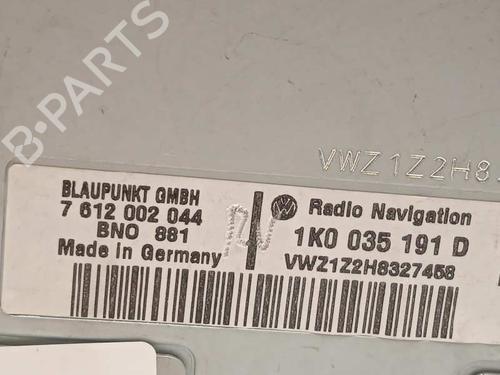 B-PARTS
VWZ1Z2H8
BLAUPUNKT GMBH
7 612 002 044
BNO 881
Made in Germany
Radio Navigation
1K0 035 191 D
VWZ1Z2H8327458